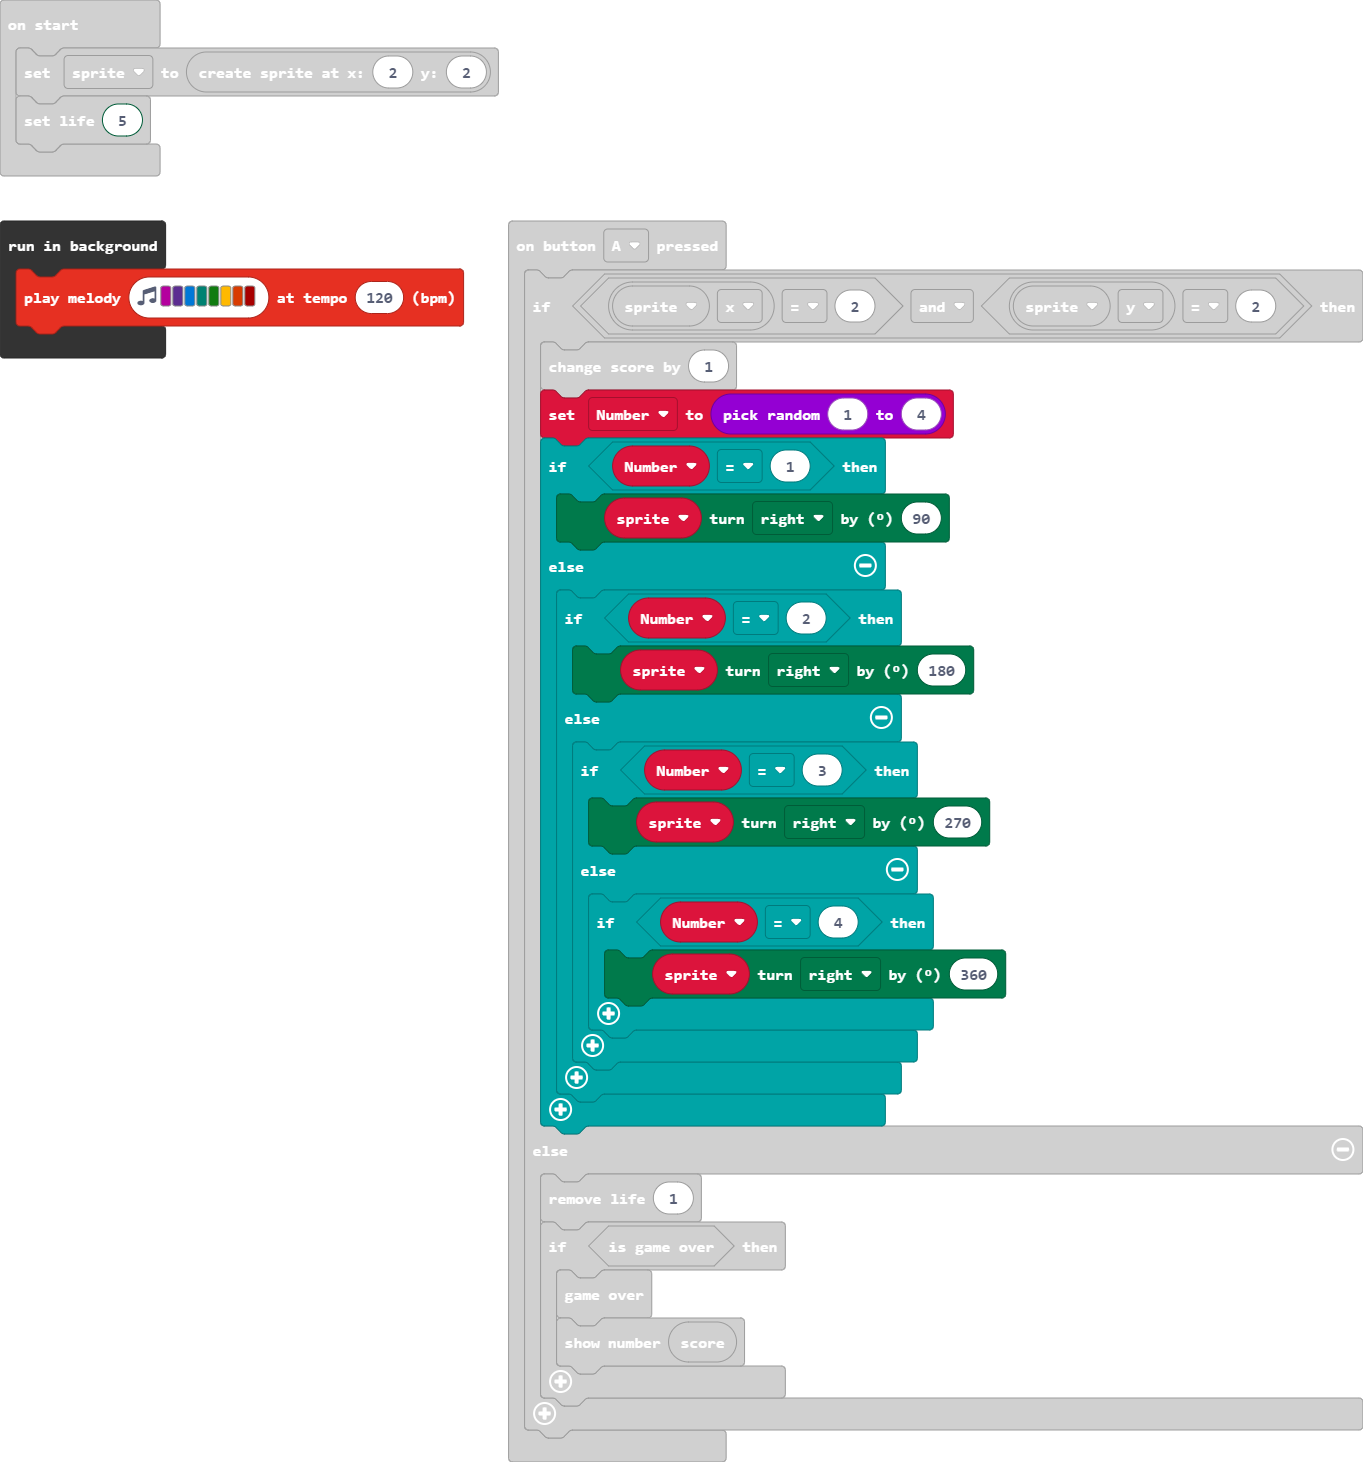 on start
set sprite to create sprite at x: 2 y: 2
set life 5
run in background
play melody at tempo 120 (bpm)
on button A pressed
if sprite x = 2 and sprite y = 2 then
change score by 1
set Number to pick random 1 to 4
if Number = 1 then
sprite turn right by (º) 90
else
if Number = 2 then
sprite turn right by (º) 180
else
if Number = 3 then
sprite turn right by (º) 270
else
if Number = 4 then
sprite turn right by (º) 360
else
remove life 1
if is game over then
game over
show number score